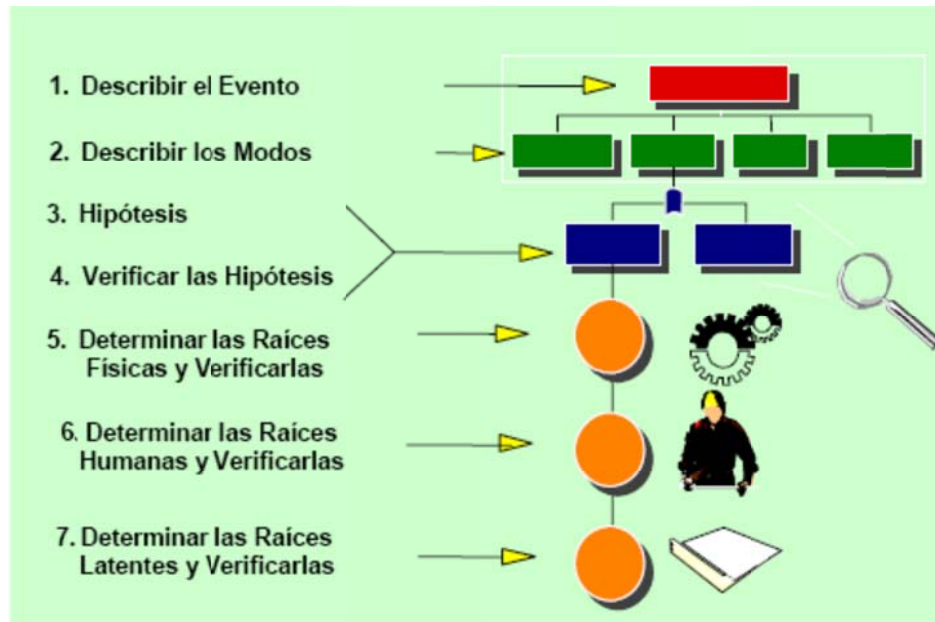 1. Describir el Evento
2. Describir los Modos
3. Hipótesis
4. Verificar las Hipótesis
5. Determinar las Raíces
Físicas y Verificarlas
6. Determinar las Raíces
Humanas y Verificarlas
7. Determinar las Raíces
Latentes y Verificarlas